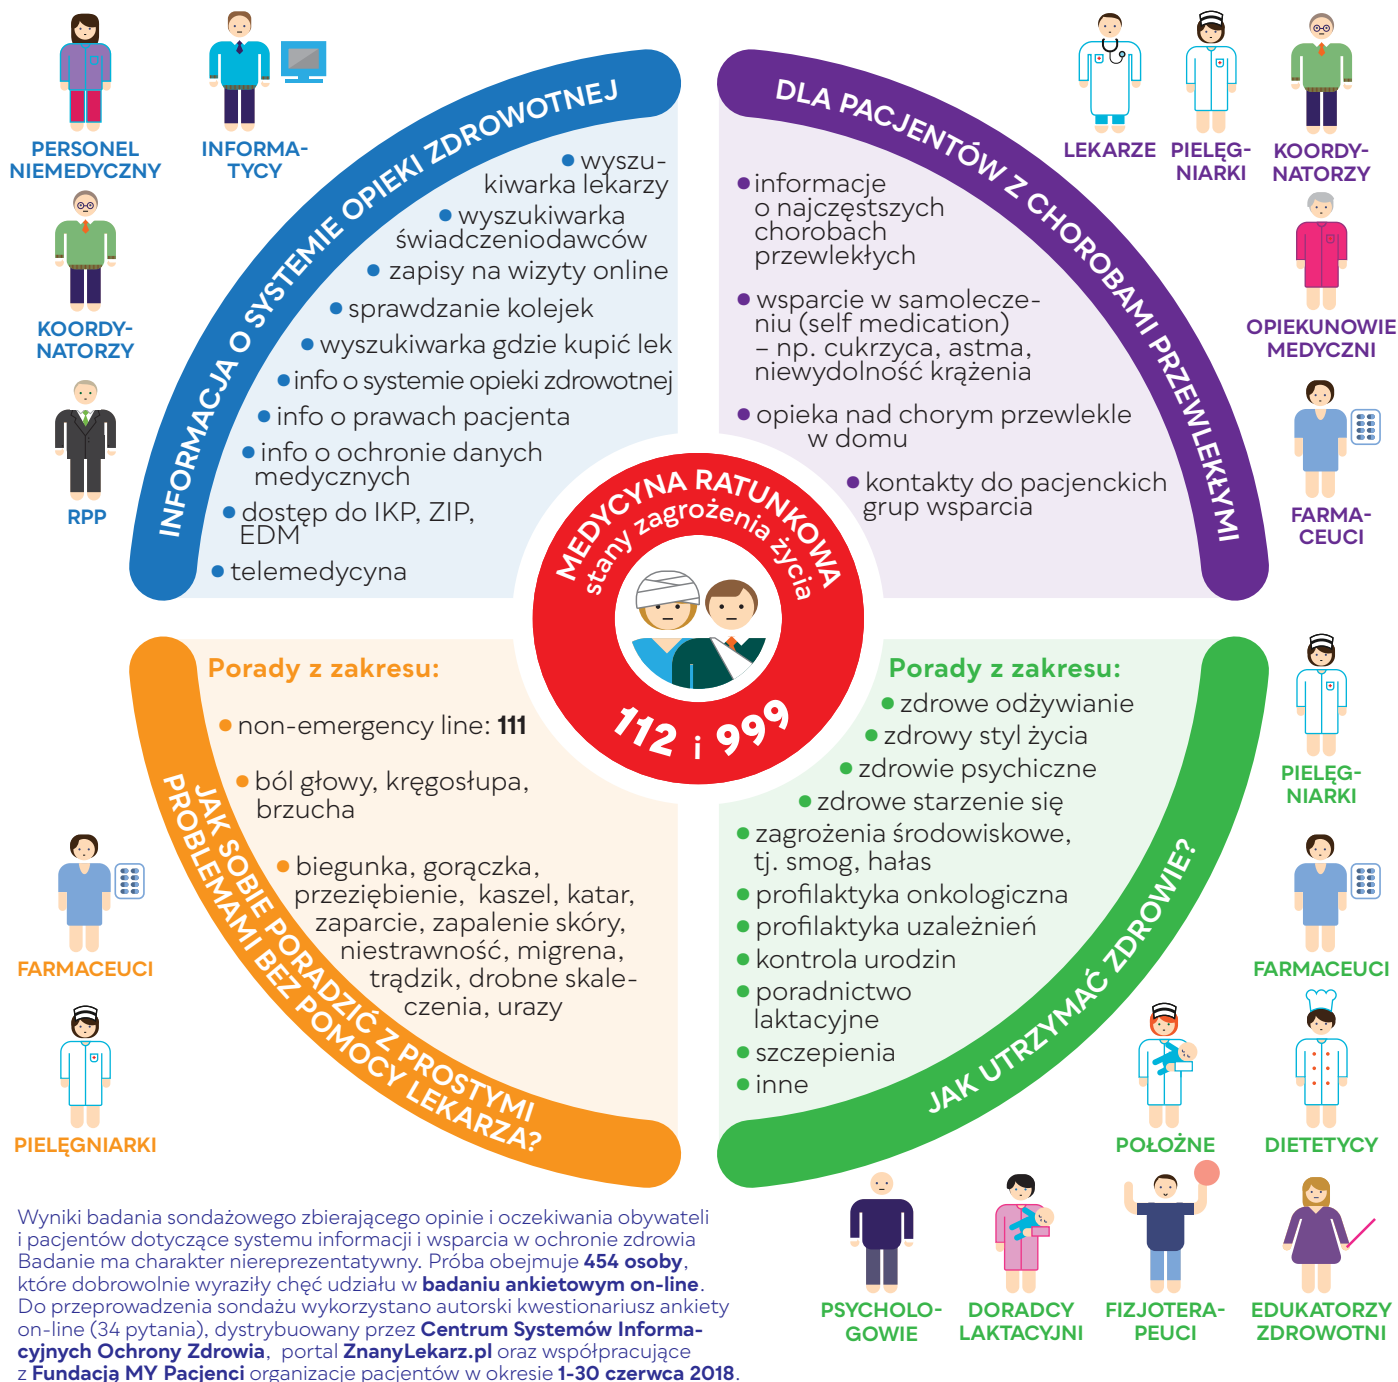 PERSONEL
NIEMEDYCZNY
INFORMA-
TYCY
KOORDY-
NATORZY
RPP
INFORMACJA O SYSTEMIE OPIEKI ZDROWOTNEJ
• wyszu-
kiwarka lekarzy
• wyszukiwarka
świadczeniodawców
• zapisy na wizyty online
• sprawdzanie kolejek
• wyszukiwarka gdzie kupić lek
• info o systemie opieki zdrowotnej
• info o prawach pacjenta
• info o ochronie danych
medycznych
• dostęp do IKP, ZIP,
EDM
• telemedycyna
DLA PACJENTÓW Z CHOROBAMI PRZEWLEKŁYMI
• informacje
o najczęstszych
chorobach
przewlekłych
• wsparcie w samolecze-
niu (self medication)
– np. cukrzyca, astma,
niewydolność krążenia
• opieka nad chorym przewlekle
w domu
• kontakty do pacjenckich
grup wsparcia
LEKARZE
PIELĘG-
NIARKI
KOORDY-
NATORZY
OPIEKUNOWIE
MEDYCZNI
FARMA-
CEUCI
MEDYCYNA RATUNKOWA
stany zagrożenia życia
112 i 999
JAK SOBIE PORADZIĆ Z PROSTYMI
PROBLEMAMI BEZ POMOCY LEKARZA?
Porady z zakresu:
• non-emergency line: 111
• ból głowy, kręgosłupa,
brzucha
• biegunka, gorączka,
przeziębienie, kaszel, katar,
zaparcie, zapalenie skóry,
niestrawność, migrena,
trądzik, drobne skale-
czenia, urazy
FARMACEUCI
PIELĘGNIARKI
Porady z zakresu:
• zdrowe odżywianie
• zdrowy styl życia
• zdrowie psychiczne
• zdrowe starzenie się
• zagrożenia środowiskowe,
tj. smog, hałas
• profilaktyka onkologiczna
• profilaktyka uzależnień
• kontrola urodzin
• poradnictwo
laktacyjne
• szczepienia
• inne
JAK UTRZYMAĆ ZDROWIE?
PIELĘG-
NIARKI
FARMACEUCI
POŁOŻNE
DIETETYCY
PSYCHOLO-
GOWIE
DORADCY
LAKTACYJNI
FIZJOTERA-
PEUCI
EDUKATORZY
ZDROWOTNI
Wyniki badania sondażowego zbierającego opinie i oczekiwania obywateli
i pacjentów dotyczące systemu informacji i wsparcia w ochronie zdrowia
Badanie ma charakter niereprezentatywny. Próba obejmuje 454 osoby,
które dobrowolnie wyraziły chęć udziału w badaniu ankietowym on-line.
Do przeprowadzenia sondażu wykorzystano autorski kwestionariusz ankiety
on-line (34 pytania), dystrybuowany przez Centrum Systemów Informa-
cyjnych Ochrony Zdrowia, portal ZnanyLekarz.pl oraz współpracujące
z Fundacją MY Pacjenci organizacje pacjentów w okresie 1-30 czerwca 2018.